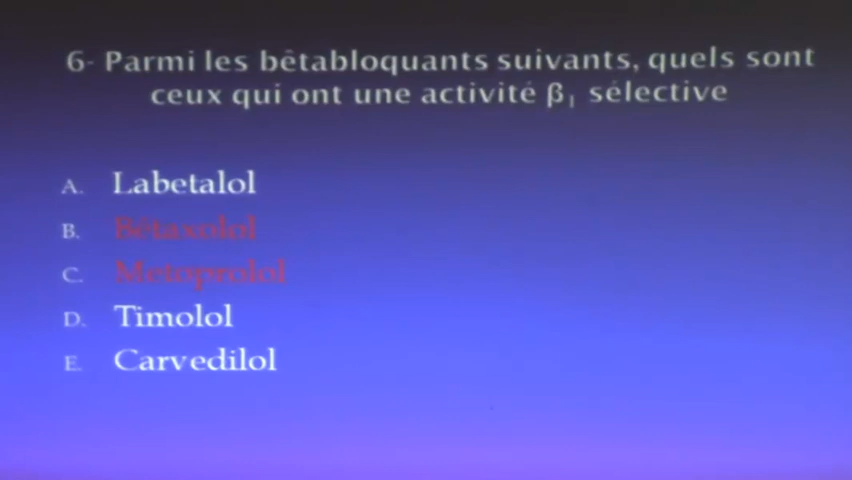 6- Parmi les bêtabloquants suivants, quels sont
ceux qui ont une activité β₁ sélective
A. Labetalol
B. Bêtaxolol
C. Metoprolol
D. Timolol
E. Carvedilol